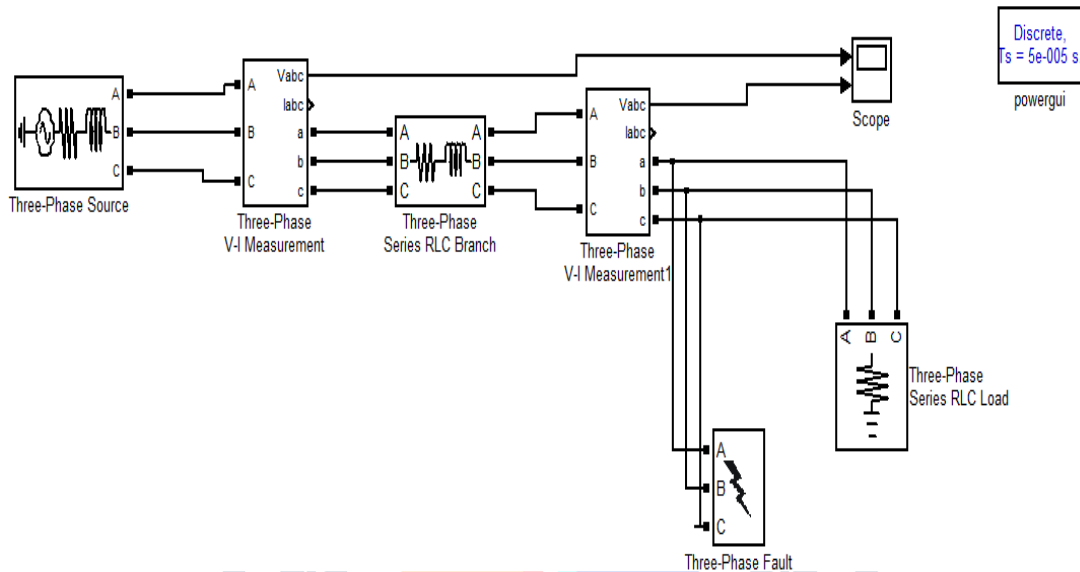 Discrete,
Ts = 5e-005 s
powergui
Scope
A
B
C
Three-Phase Source
A
B
C
Vabc
Iabc
a
b
c
Three-Phase
V-I Measurement
A
B
C
A
B
C
Three-Phase
Series RLC Branch
A
B
C
Vabc
Iabc
a
b
c
Three-Phase
V-I Measurement1
A
B
C
Three-Phase
Series RLC Load
A
B
C
Three-Phase Fault